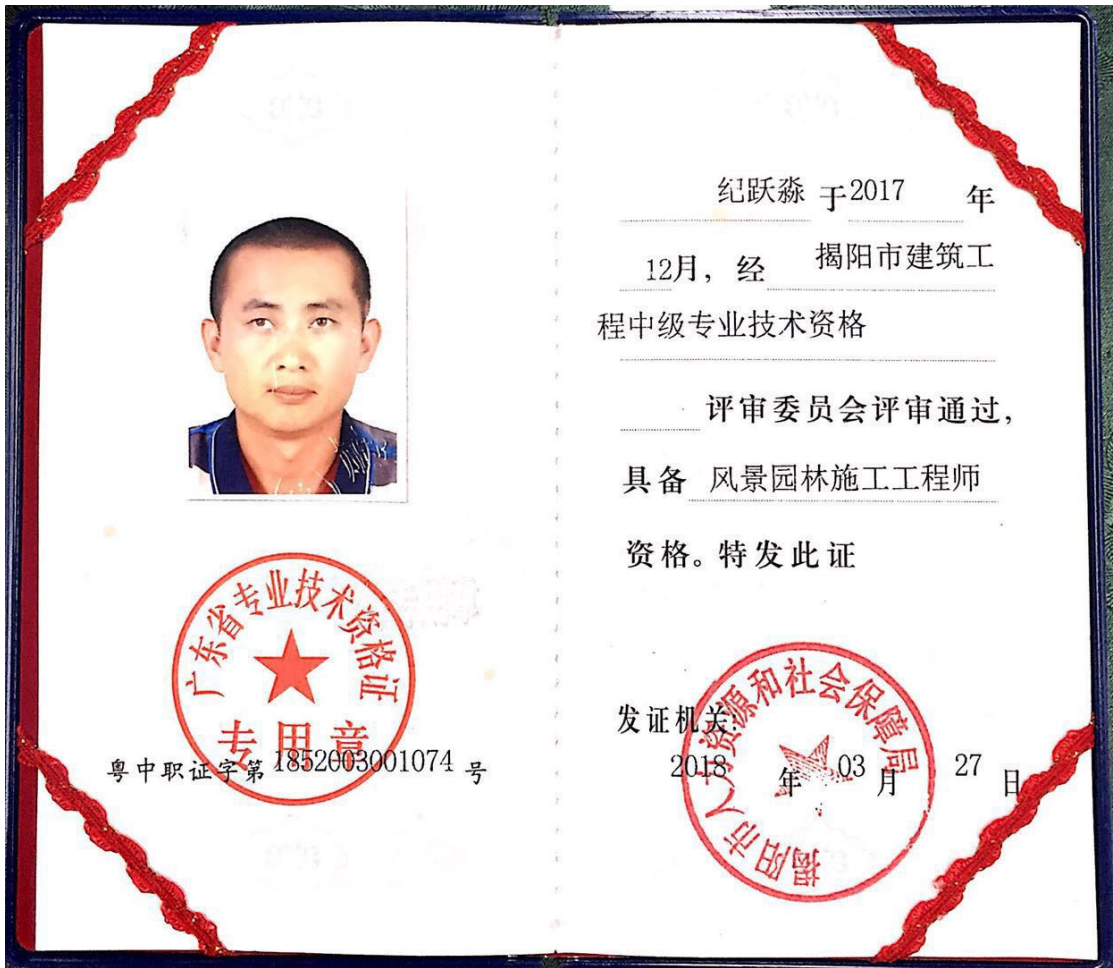 广东省专业技术资格证
专用章
粤中职证字第 1852003001074 号
纪跃淼 于2017 年
12月，经 揭阳市建筑工
程中级专业技术资格
评审委员会评审通过，
具备 风景园林施工工程师
资格。特发此证
发证机关：
揭阳市人力资源和社会保障局
2018 年 03 月 27 日